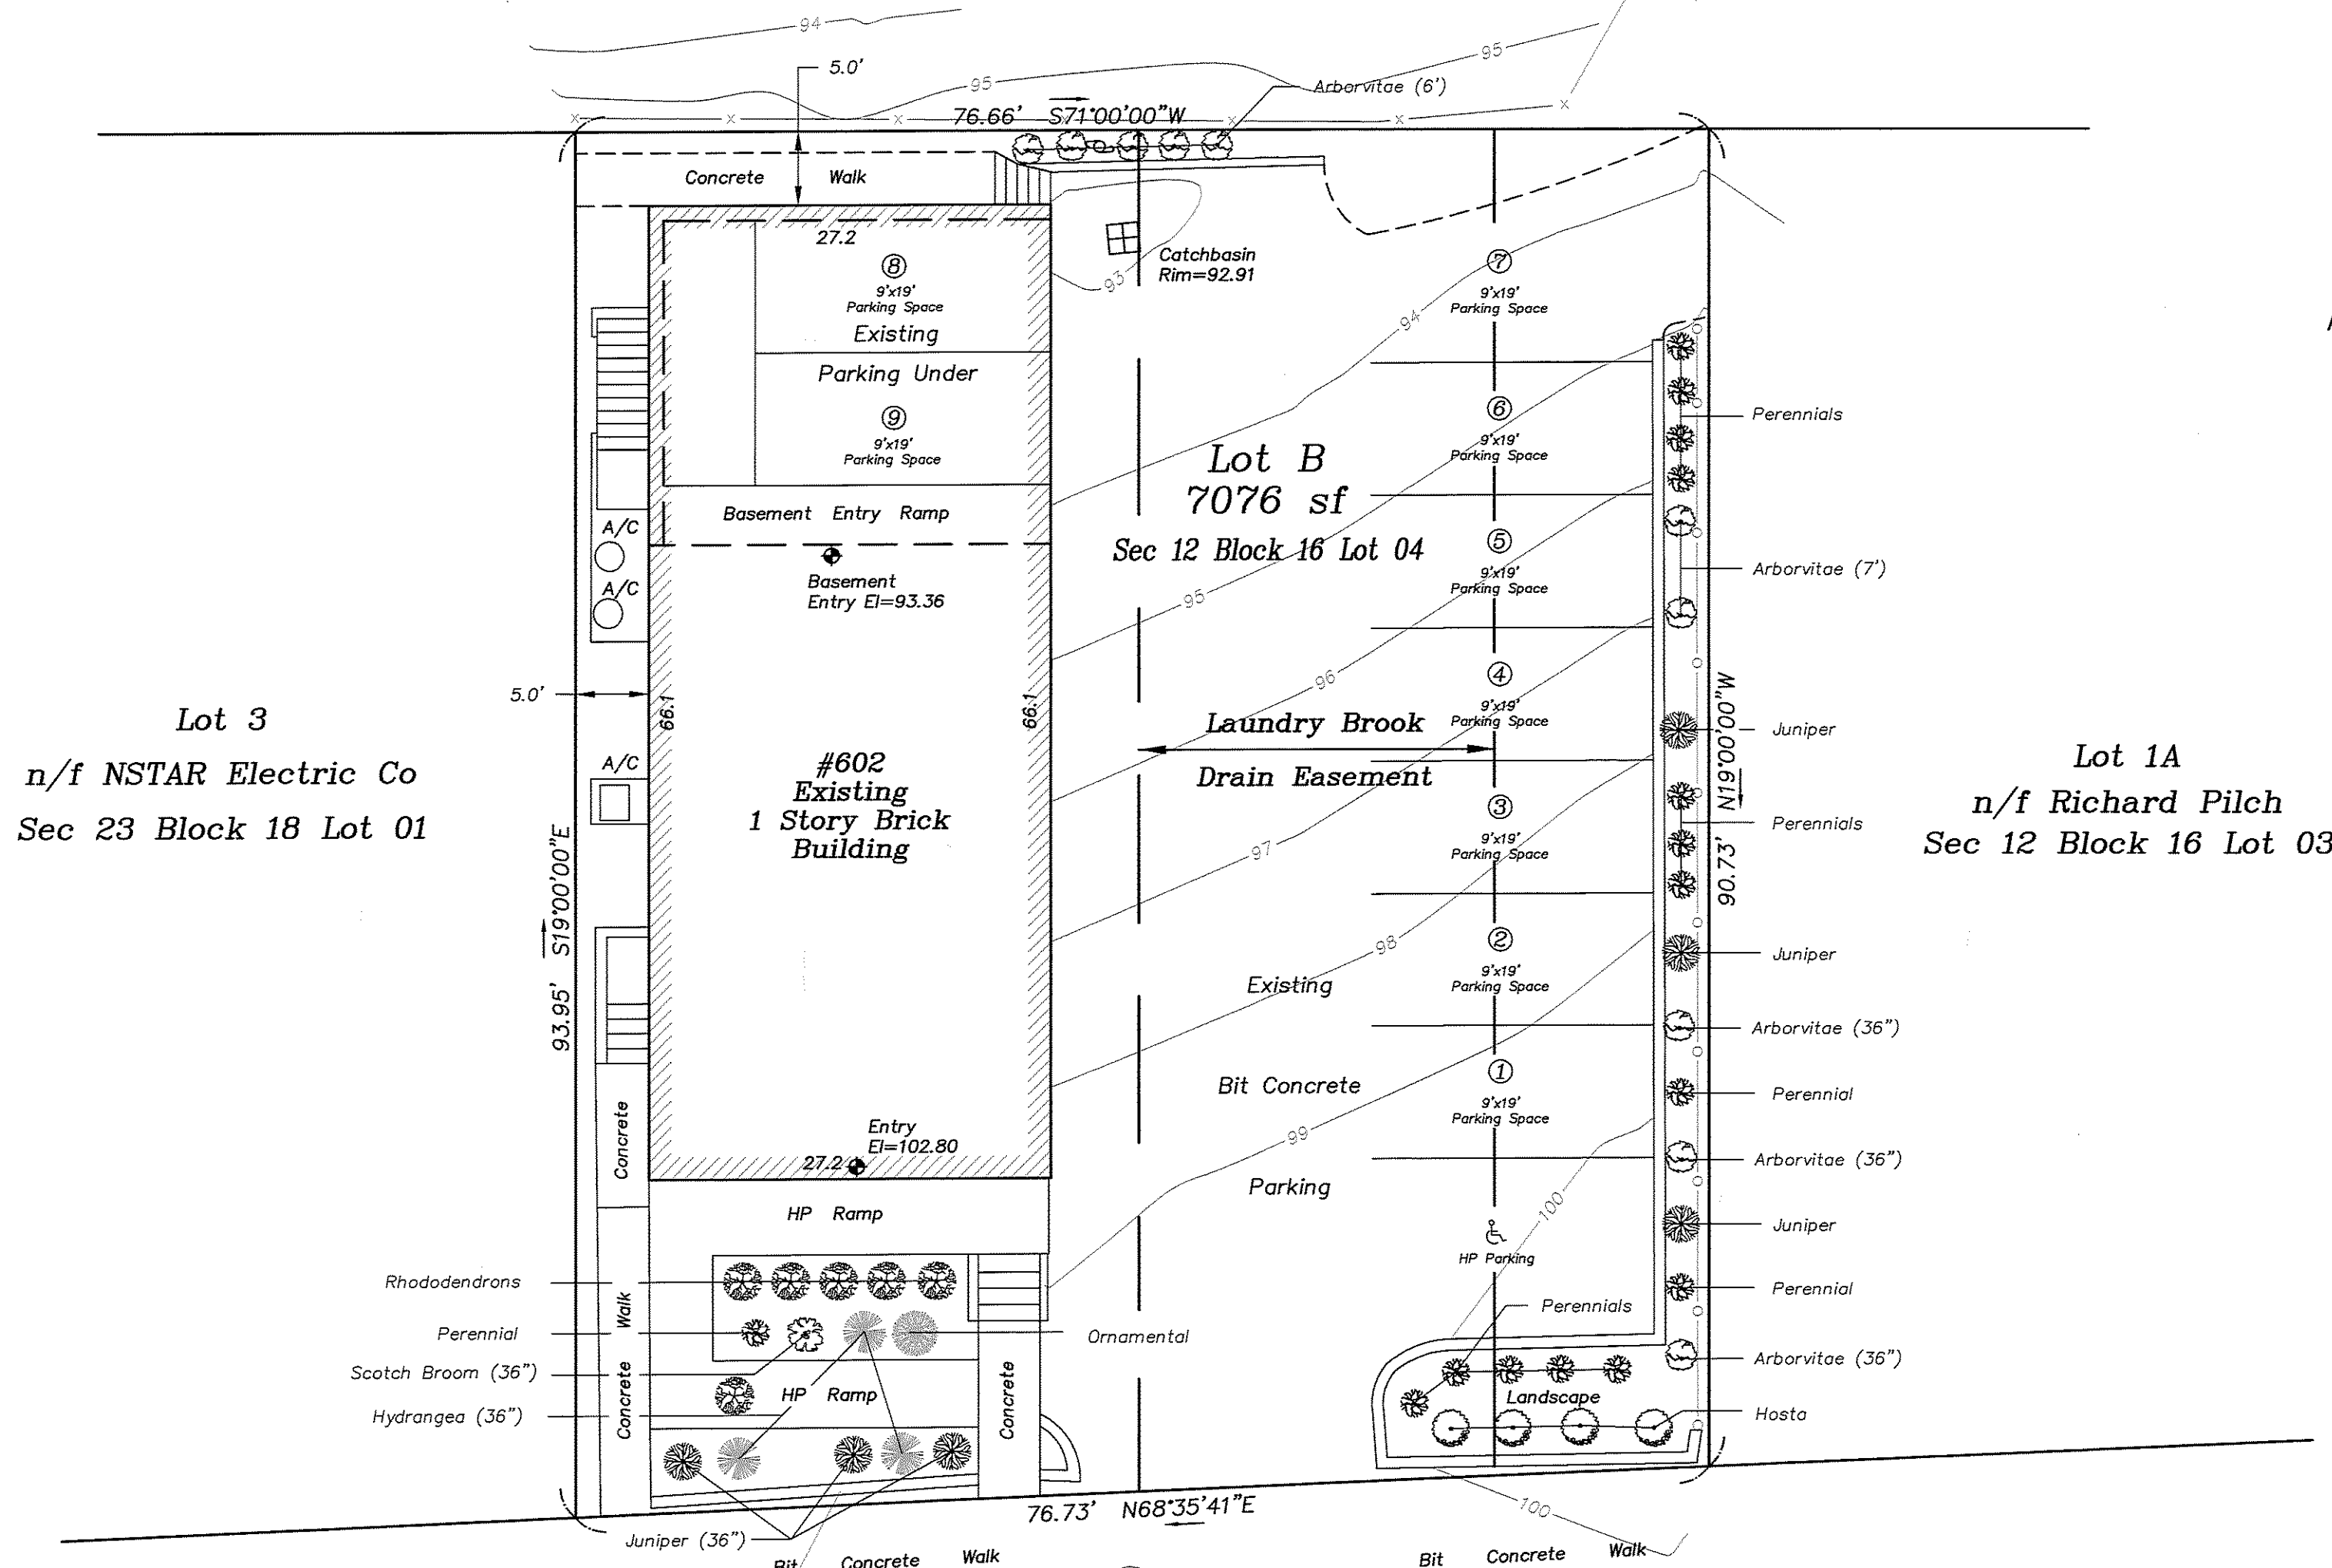 94
95
95
5.0'
Arborvitae (6')
76.66' S71°00'00"W
Concrete Walk
27.2
Catchbasin
Rim=92.91
93
8
9'x19'
Parking Space
Existing
Parking Under
9
9'x19'
Parking Space
Basement Entry Ramp
Basement
Entry El=93.36
A/C
A/C
A/C
5.0'
66.1
66.1
#602
Existing
1 Story Brick
Building
Entry
El=102.80
27.2
Lot 3
n/f NSTAR Electric Co
Sec 23 Block 18 Lot 01
93.95' S19°00'00"E
Lot B
7076 sf
Sec 12 Block 16 Lot 04
Laundry Brook
Drain Easement
94
95
96
97
98
99
100
Existing
Bit Concrete
Parking
7
9'x19'
Parking Space
6
9'x19'
Parking Space
5
9'x19'
Parking Space
4
9'x19'
Parking Space
3
9'x19'
Parking Space
2
9'x19'
Parking Space
1
9'x19'
Parking Space
HP Parking
Perennials
Arborvitae (7')
Juniper
Perennials
Juniper
Arborvitae (36")
Perennial
Arborvitae (36")
Juniper
Perennial
Arborvitae (36")
Hosta
N16°00'00"W
90.73'
Lot 1A
n/f Richard Pilch
Sec 12 Block 16 Lot 03
Perennials
Landscape
HP Ramp
Rhododendrons
Perennial
Scotch Broom (36")
Hydrangea (36")
Ornamental
HP Ramp
Concrete
Concrete Walk
Concrete
Juniper (36")
76.73' N68°35'41"E
100
Bit Concrete Walk
Bit Concrete Walk